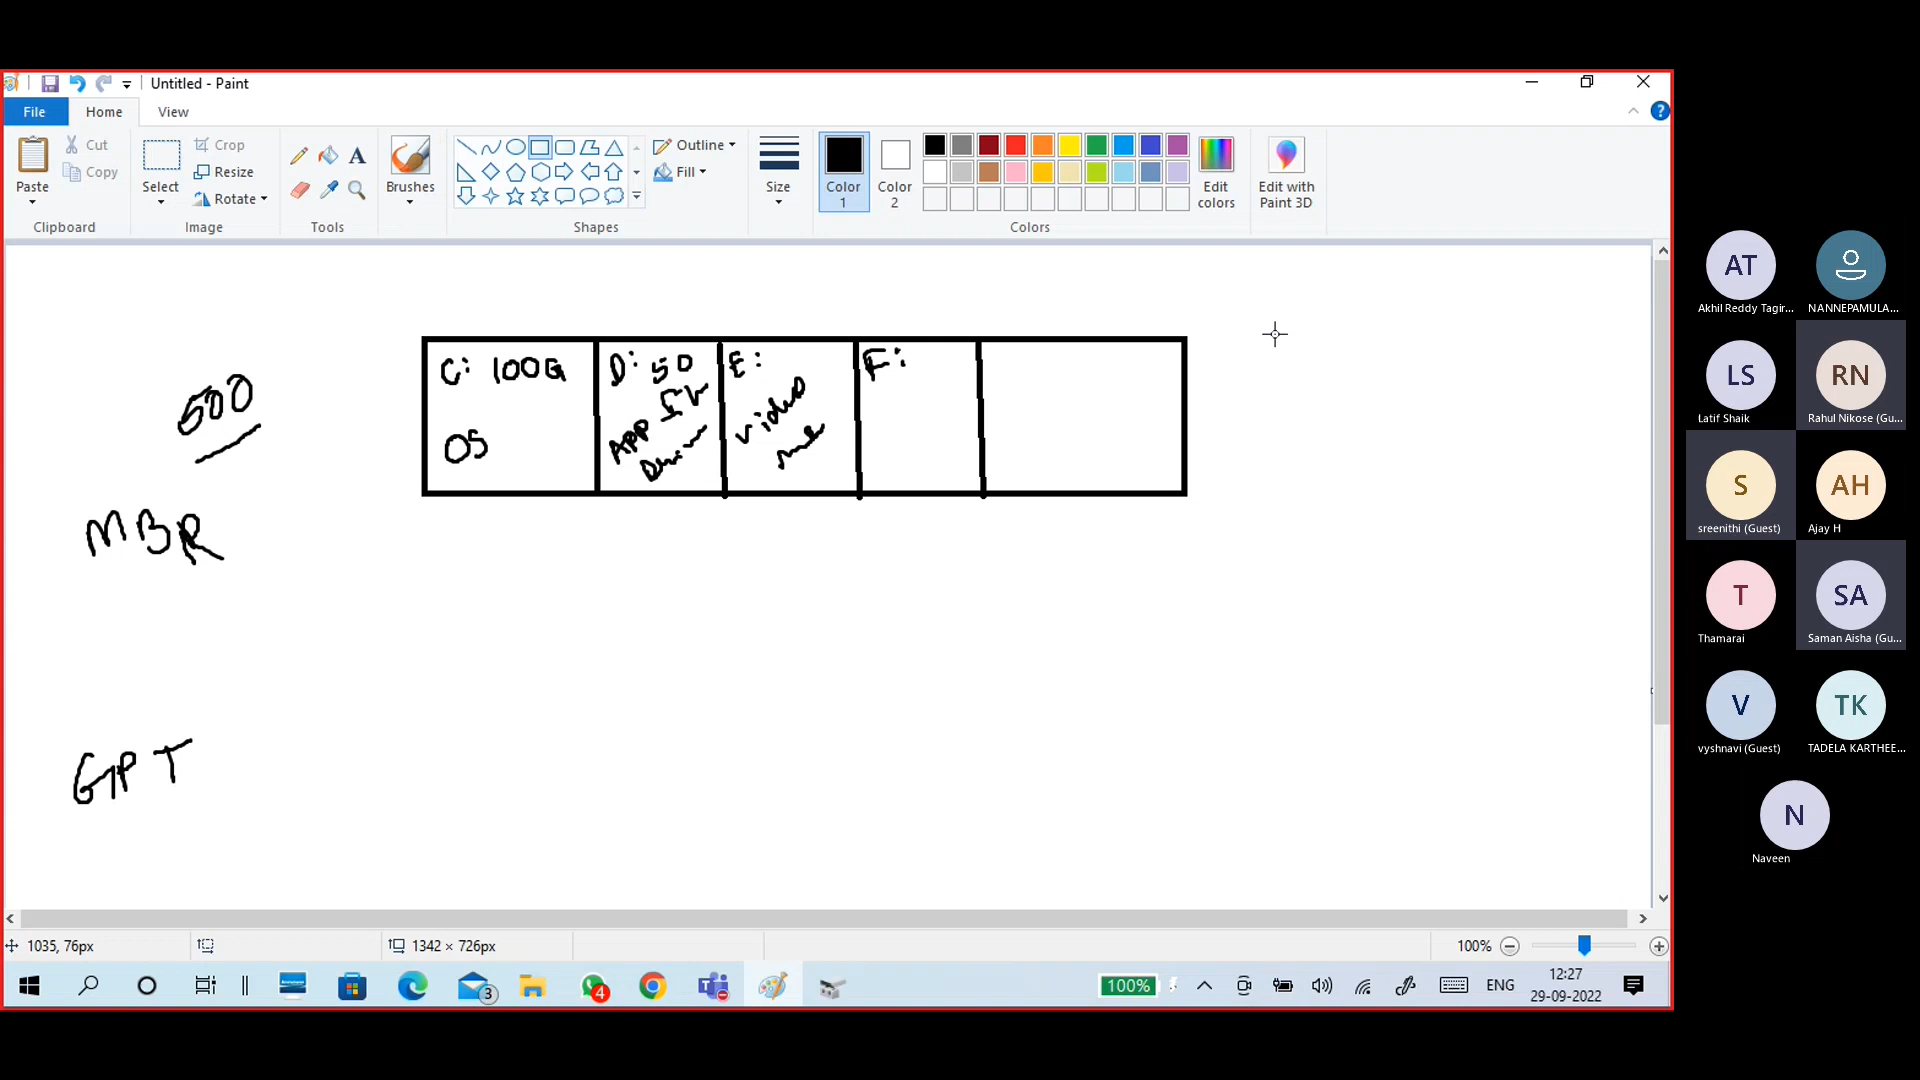 Untitled - Paint
File Home View
Paste Cut Copy Clipboard
Select Crop Resize Rotate Image
Tools
Brushes
Shapes
Outline Fill
Size
Color 1 Color 2
Edit colors
Edit with Paint 3D
Colors
C: 100G D: 50 E: F:
500
OS
APP
video
MBR
GPT
AT
Akhil Reddy Tagir... NANNEPAMULA...
LS RN
Latif Shaik Rahul Nikose (Gu...
S AH
sreenithi (Guest) Ajay H
T SA
Thamarai Saman Aisha (Gu...
V TK
vyshnavi (Guest) TADELA KARTHEE...
N
Naveen
1035, 76px 1342 × 726px 100%
3 4 100% ENG 12:27
29-09-2022